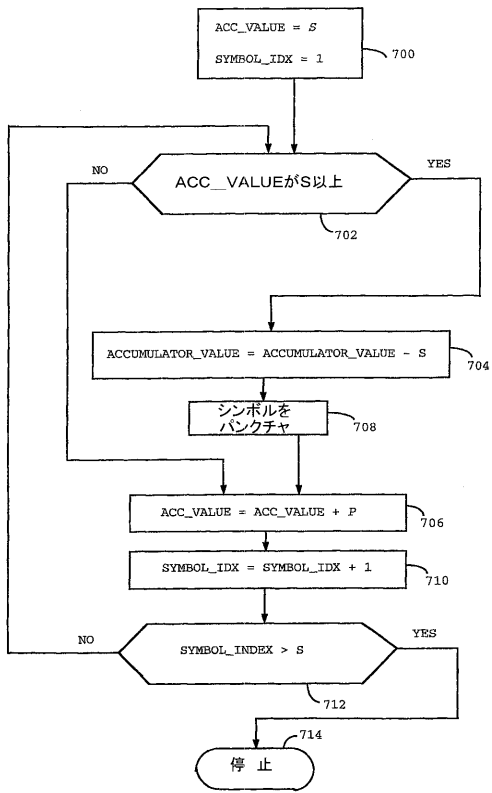 ACC_VALUE = S
SYMBOL_IDX = 1
700
NO
YES
ACC_VALUEがS以上
702
ACCUMULATOR_VALUE = ACCUMULATOR_VALUE - S
704
シンボルを
パンクチャ
708
ACC_VALUE = ACC_VALUE + P
706
SYMBOL_IDX = SYMBOL_IDX + 1
710
NO
YES
SYMBOL_INDEX > S
712
714
停 止